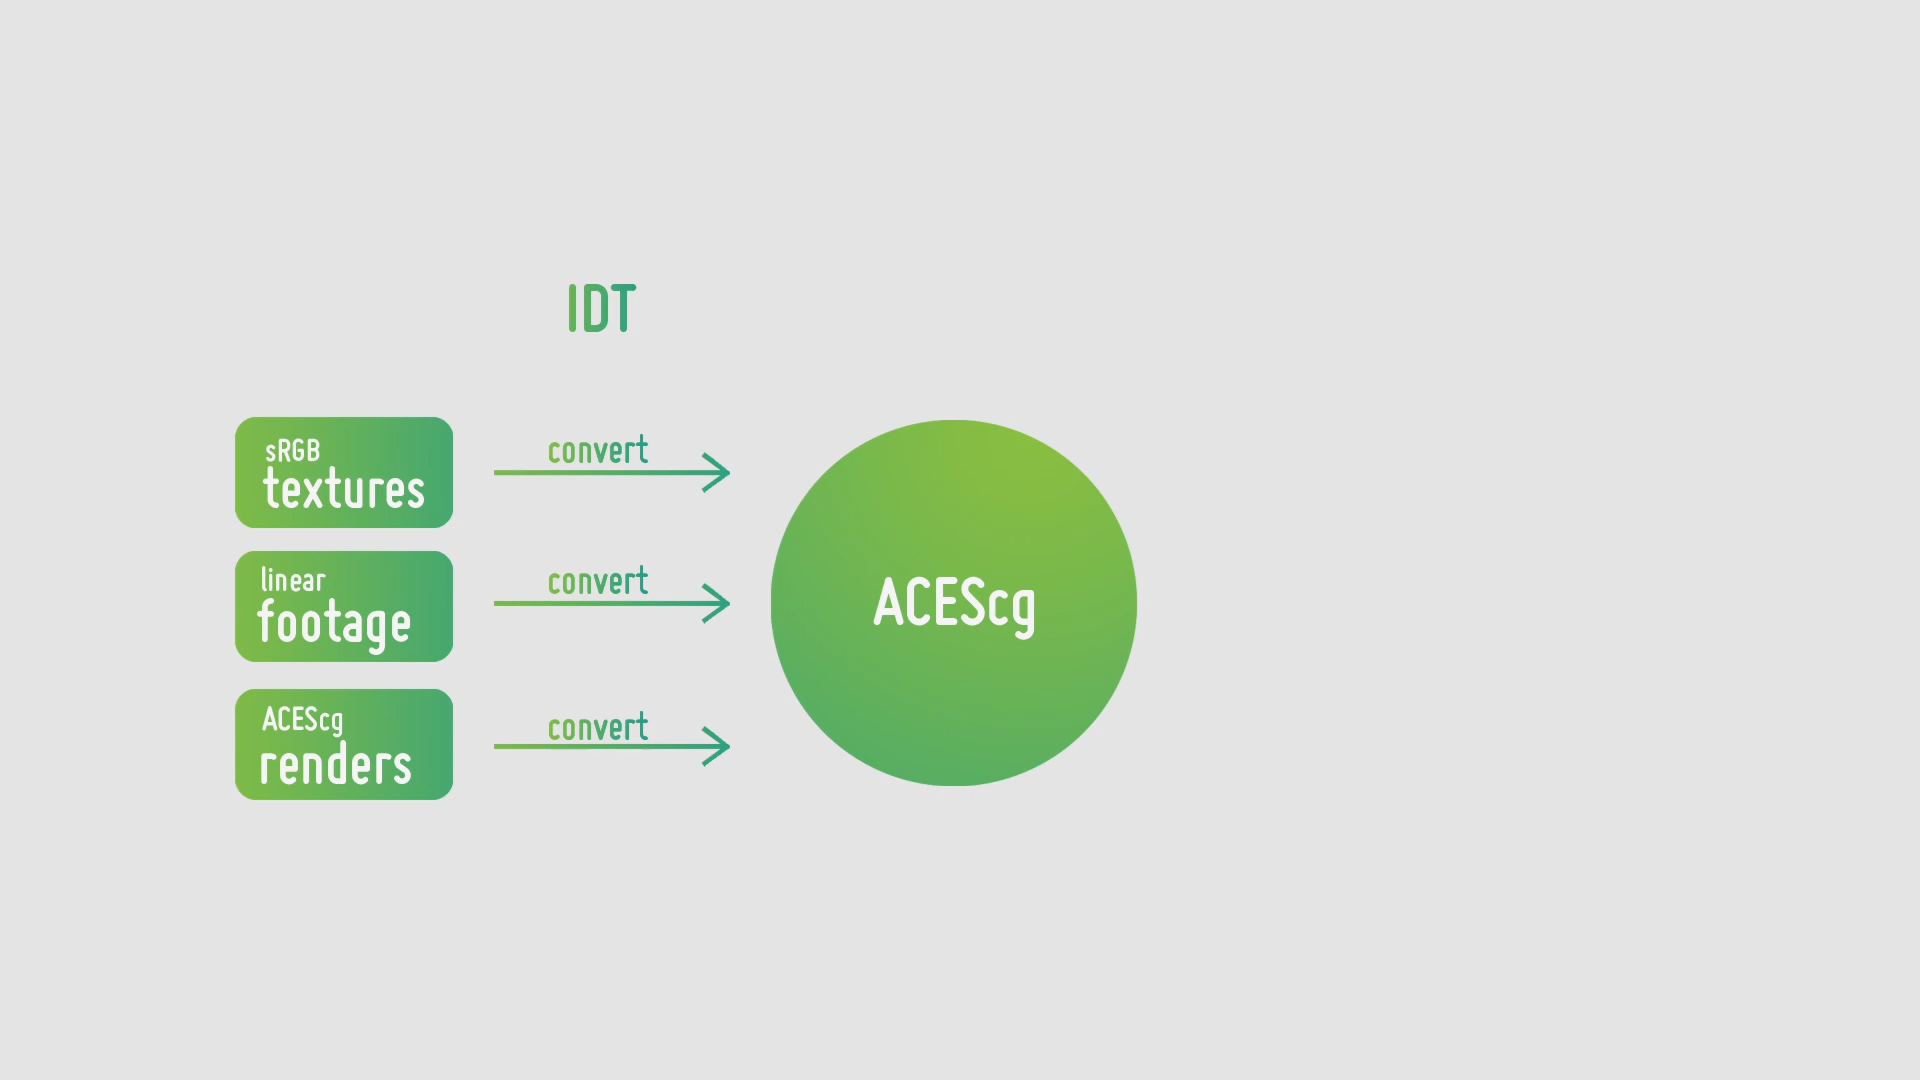 IDT
sRGB
textures
convert
linear
footage
convert
ACEScg
renders
convert
ACEScg